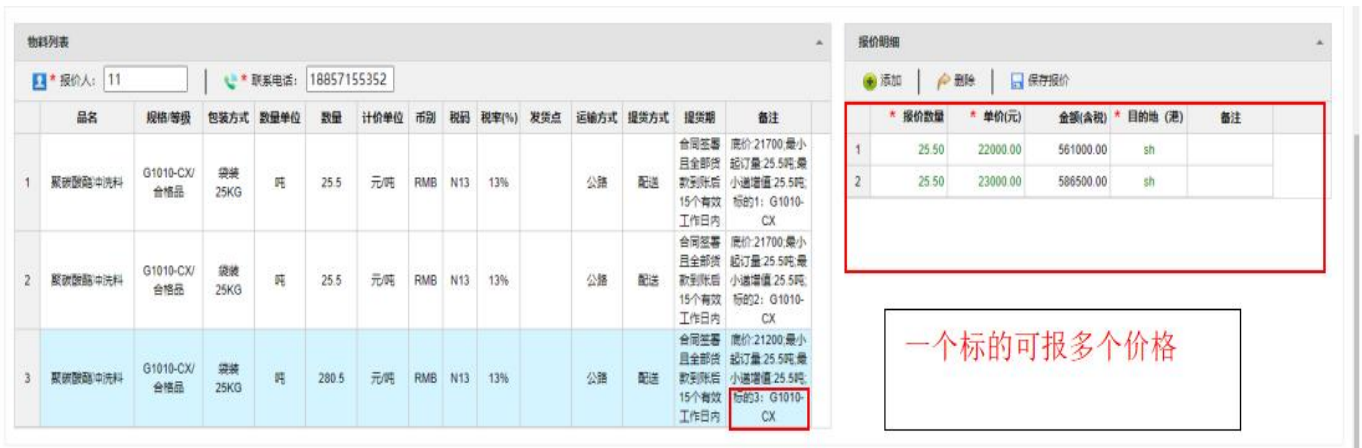 物料列表
* 报价人: 11 * 联系电话: 18857155352
品名 规格/等级 包装方式 数量单位 数量 计价单位 币别 税码 税率(%) 发货点 运输方式 提货方式 提货期 备注
1 聚碳酸酯冲洗料 G1010-CX/合格品 袋装25KG 吨 25.5 元/吨 RMB N13 13% 公路 配送 合同签署且全部货款到账后15个有效工作日内 底价:21700;最小起订量:25.5吨;最小递增值:25.5吨;标的1：G1010-CX
2 聚碳酸酯冲洗料 G1010-CX/合格品 袋装25KG 吨 25.5 元/吨 RMB N13 13% 公路 配送 合同签署且全部货款到账后15个有效工作日内 底价:21700;最小起订量:25.5吨;最小递增值:25.5吨;标的2：G1010-CX
3 聚碳酸酯冲洗料 G1010-CX/合格品 袋装25KG 吨 280.5 元/吨 RMB N13 13% 公路 配送 合同签署且全部货款到账后15个有效工作日内 底价:21200;最小起订量:25.5吨;最小递增值:25.5吨;标的3：G1010-CX
报价明细
添加 删除 保存报价
* 报价数量 * 单价(元) 金额(含税) * 目的地（港） 备注
1 25.50 22000.00 561000.00 sh
2 25.50 23000.00 586500.00 sh
一个标的可报多个价格